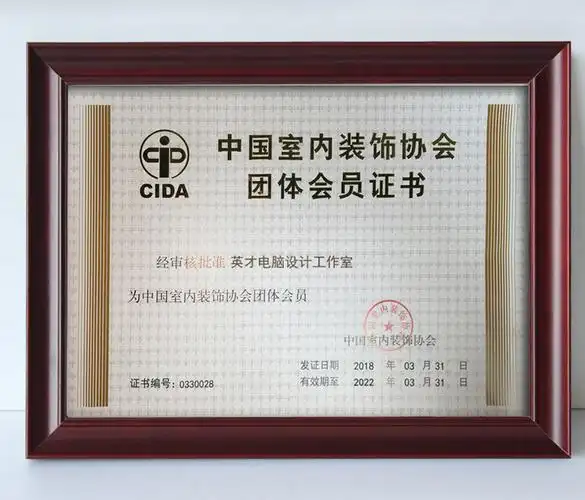 CIDA
中国室内装饰协会
团体会员证书
经审核批准 英才电脑设计工作室
为中国室内装饰协会团体会员
中国室内装饰协会
发证日期 2018 年 03 月 31 日
有效期至 2022 年 03 月 31 日
证书编号：0330028